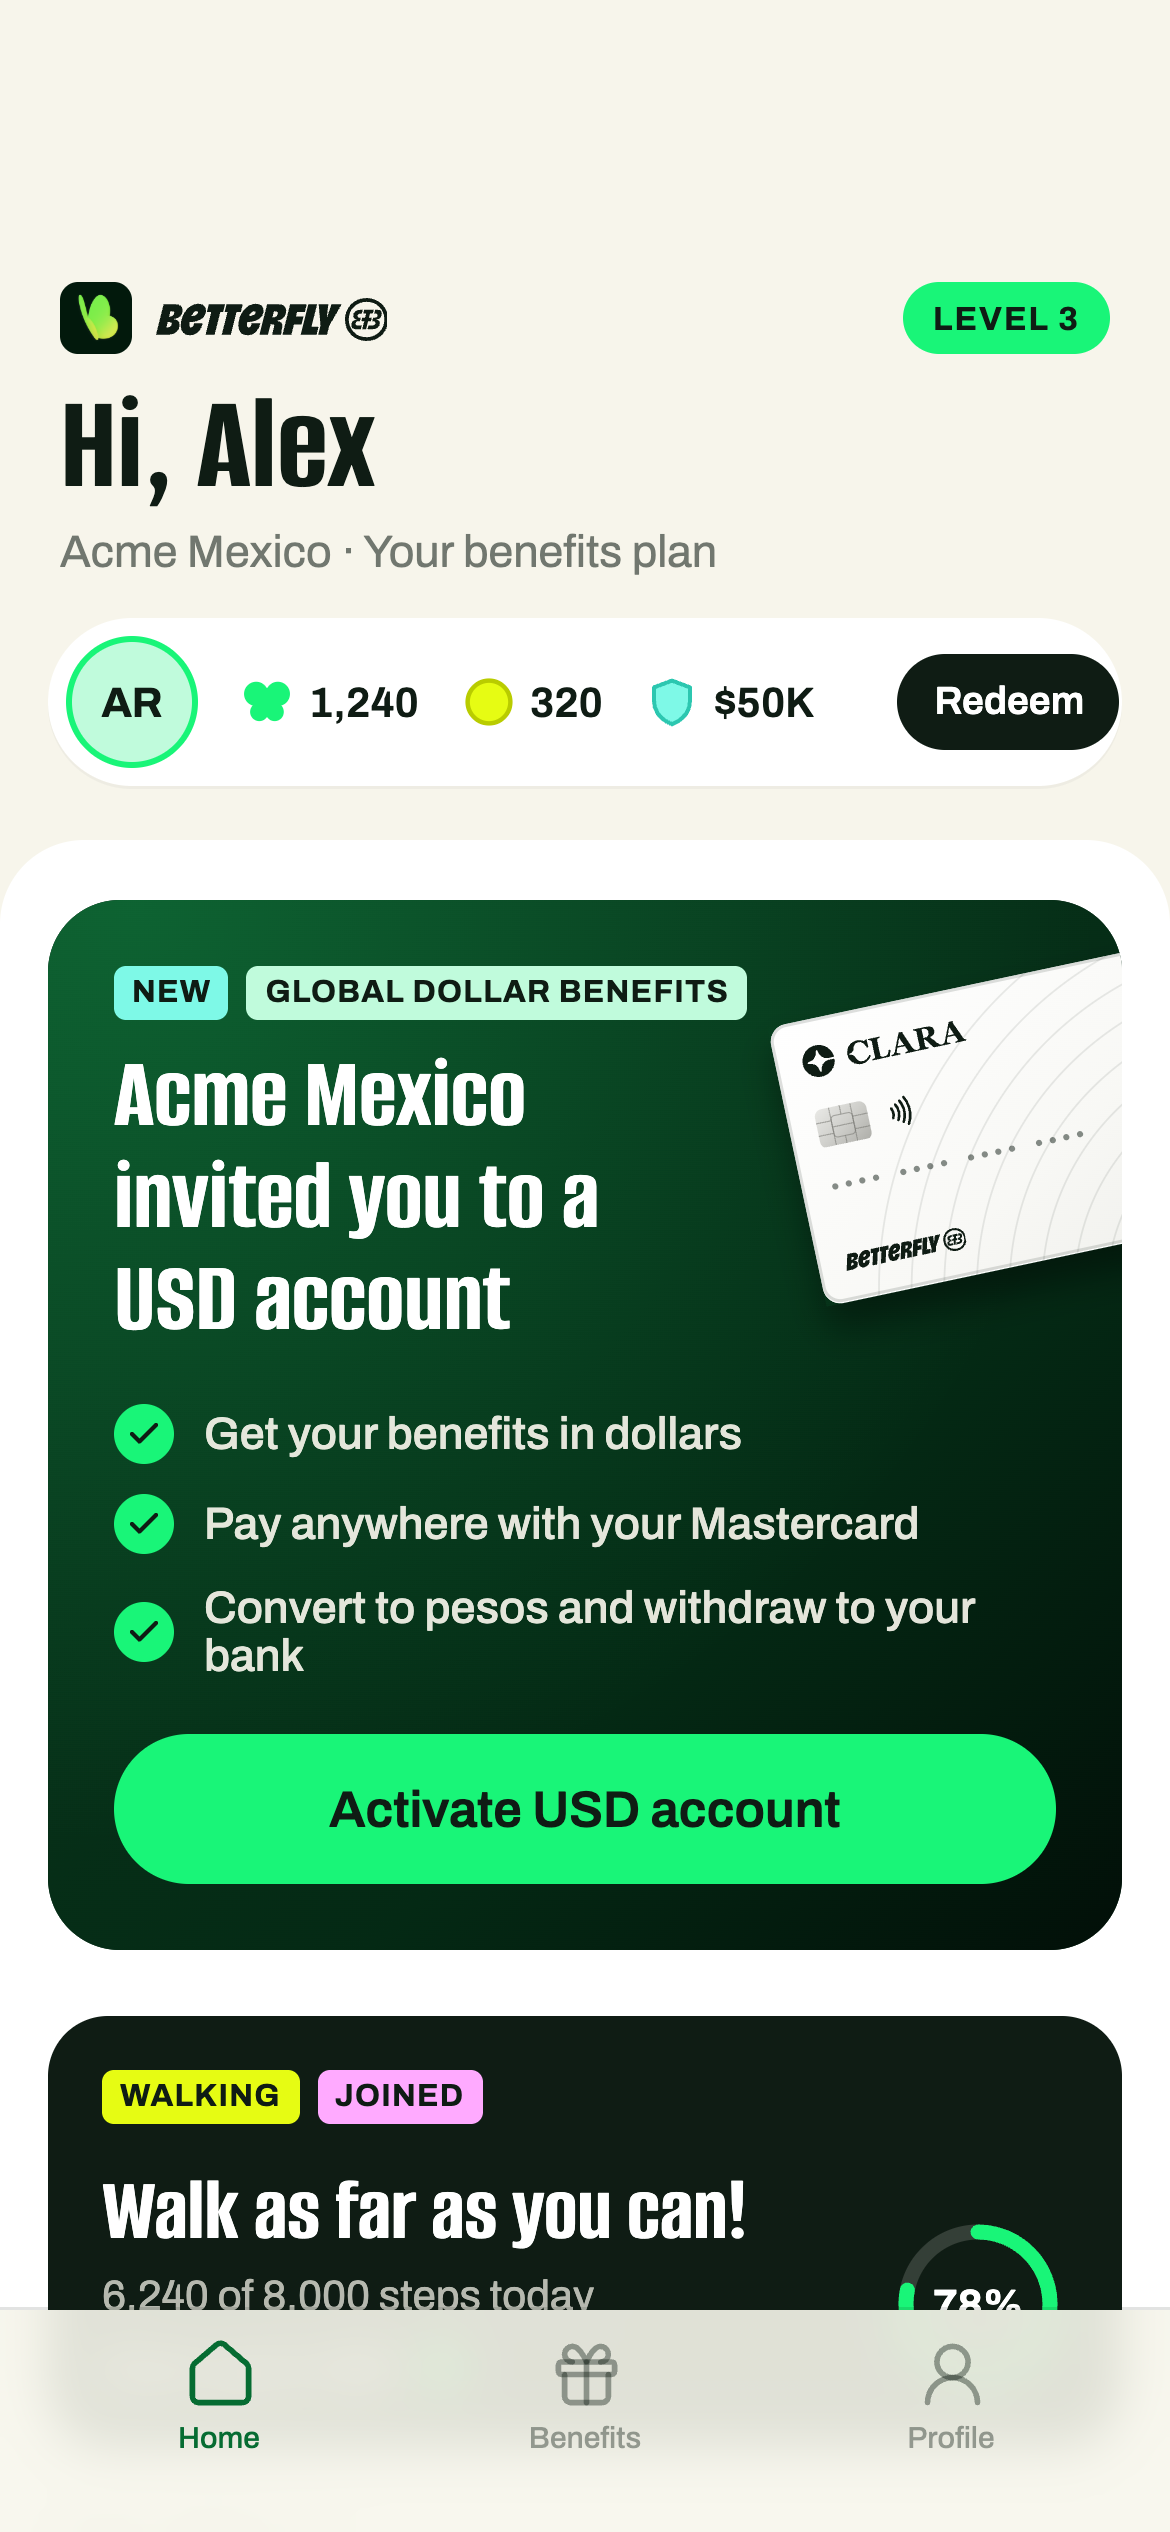 BETTERFLY
LEVEL 3
Hi, Alex
Acme Mexico · Your benefits plan
AR 1,240 320 $50K Redeem
NEW GLOBAL DOLLAR BENEFITS
Acme Mexico
invited you to a
USD account
CLARA
BETTERFLY
Get your benefits in dollars
Pay anywhere with your Mastercard
Convert to pesos and withdraw to your
bank
Activate USD account
WALKING JOINED
Walk as far as you can!
6,240 of 8,000 steps today
78%
Home Benefits Profile